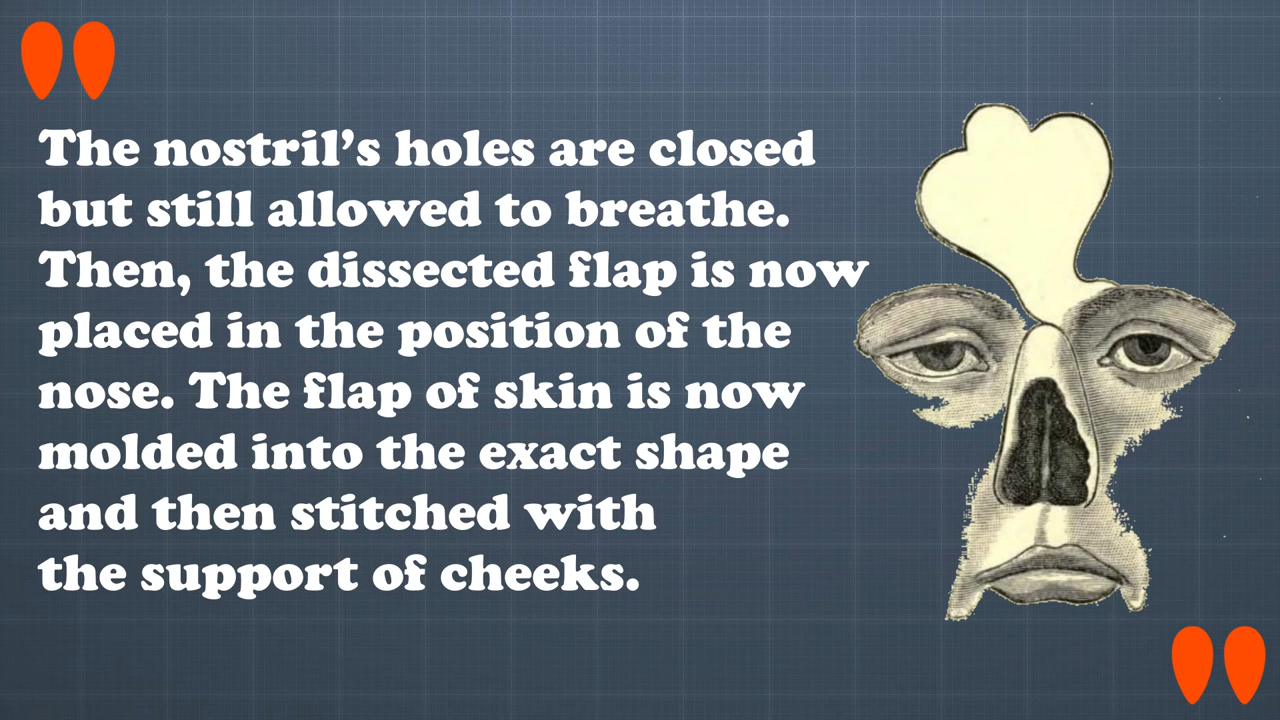 The nostril’s holes are closed
but still allowed to breathe.
Then, the dissected flap is now
placed in the position of the
nose. The flap of skin is now
molded into the exact shape
and then stitched with
the support of cheeks.